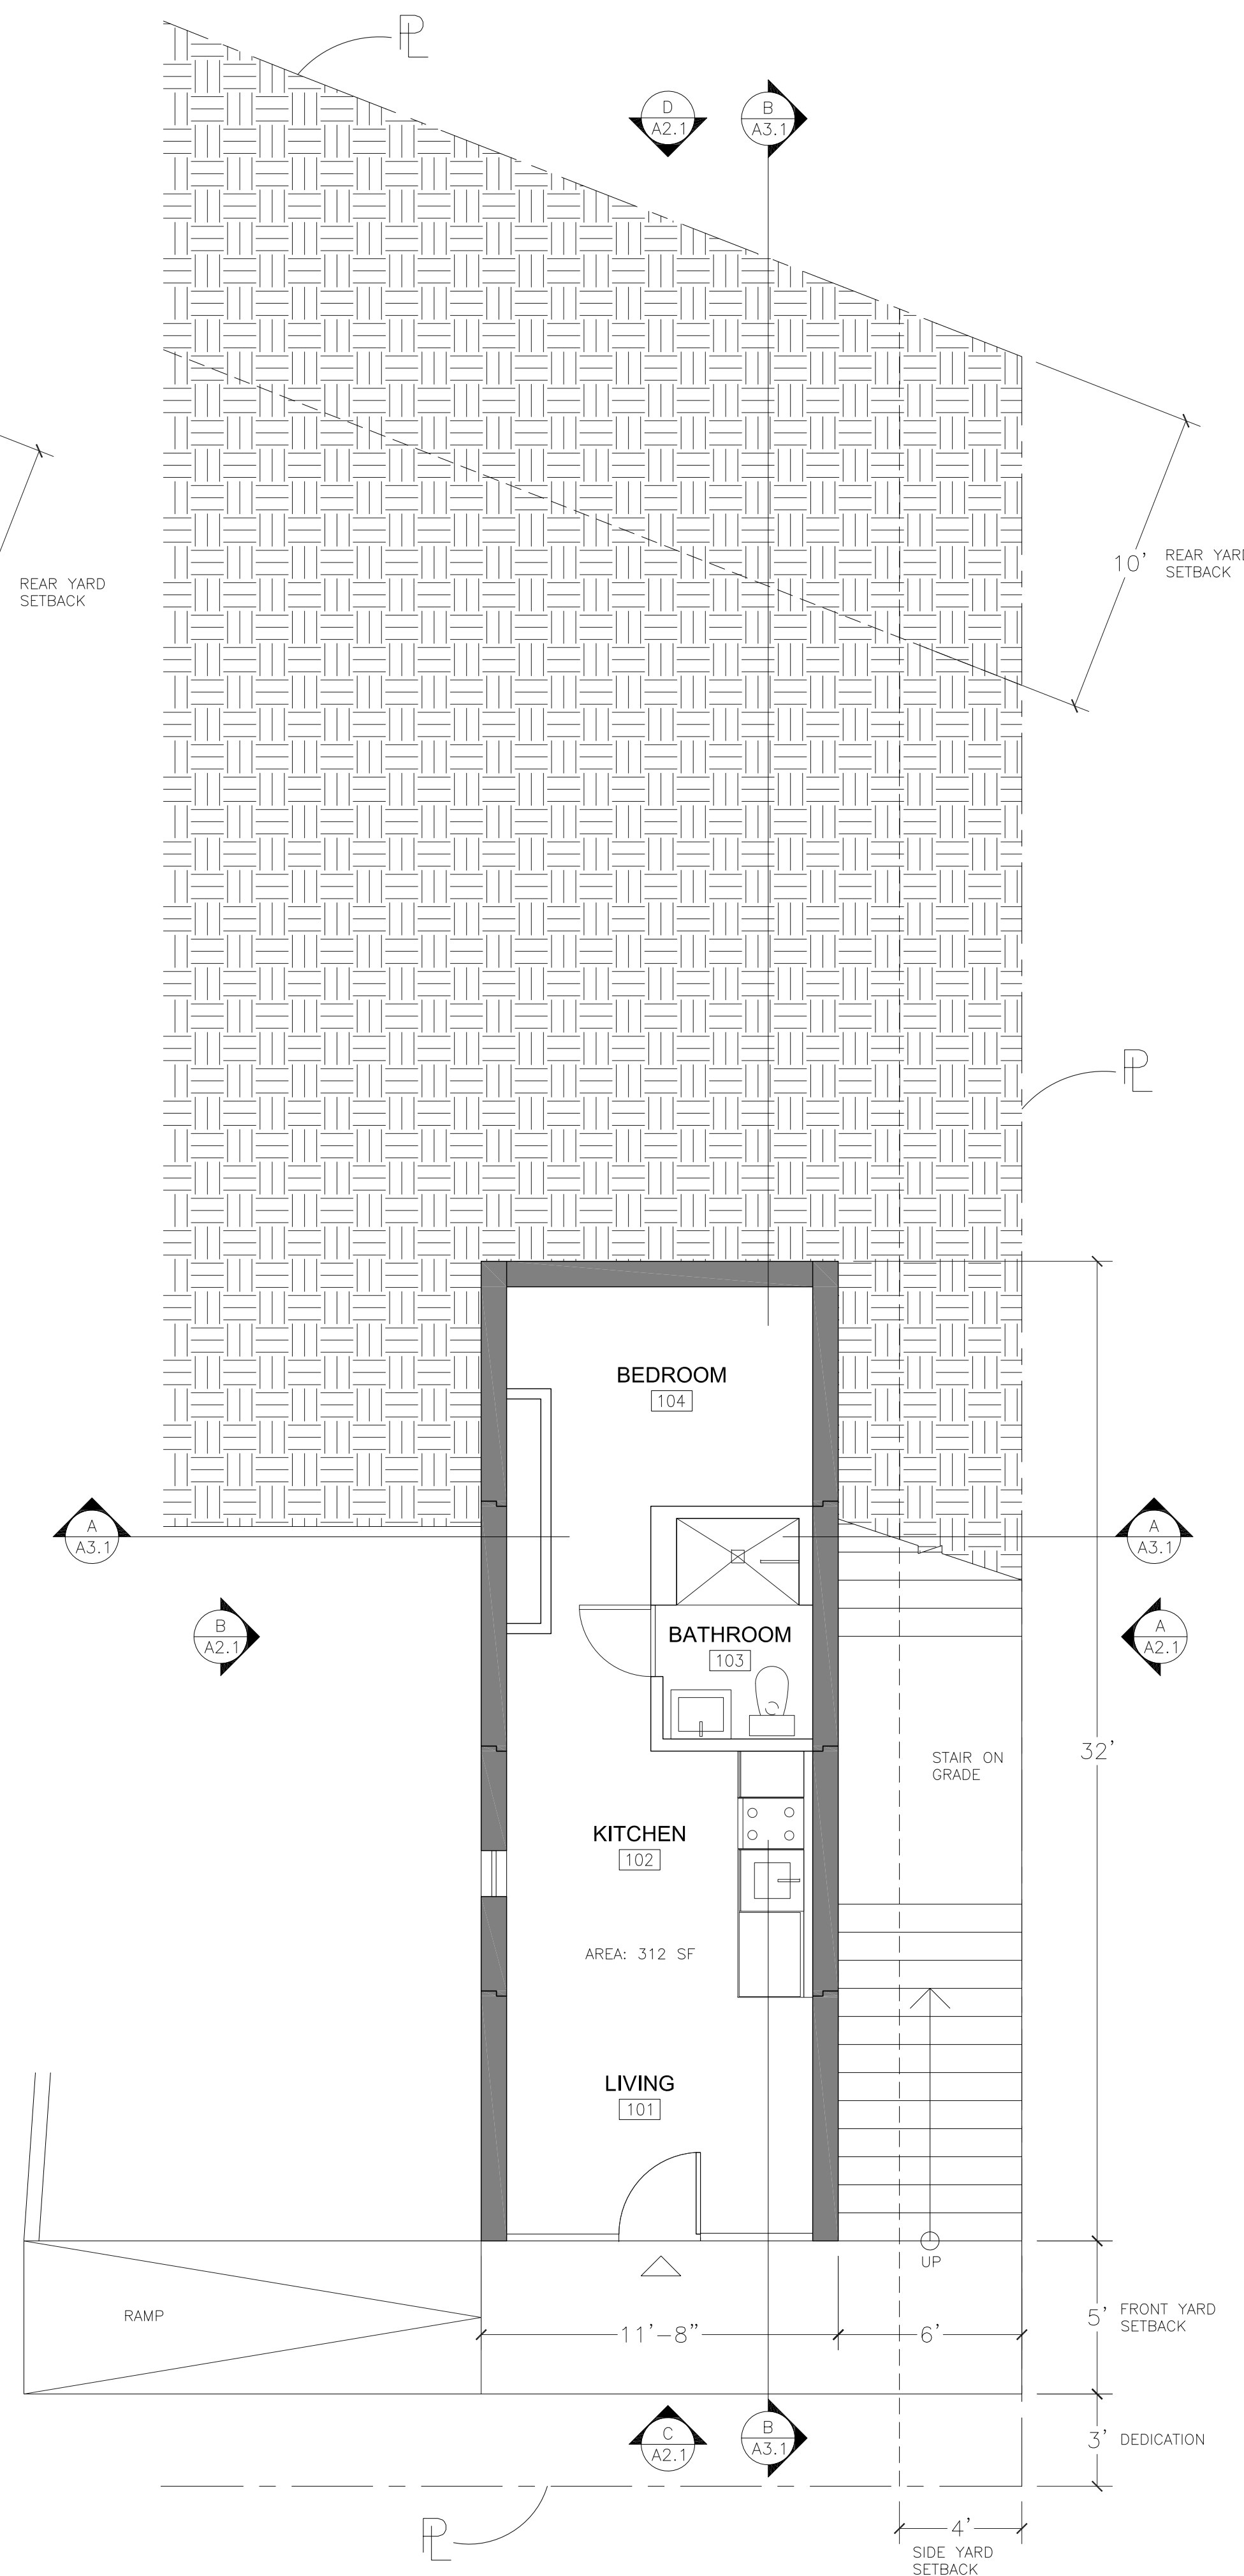 PL
D
A2.1
B
A3.1
REAR YARD
SETBACK
10'
REAR YARD
SETBACK
PL
BEDROOM
104
A
A3.1
A
A3.1
B
A2.1
BATHROOM
103
A
A2.1
STAIR ON
GRADE
32'
KITCHEN
102
AREA: 312 SF
LIVING
101
UP
RAMP
11'-8"
6'
5'
FRONT YARD
SETBACK
C
A2.1
B
A3.1
3'
DEDICATION
PL
4'
SIDE YARD
SETBACK